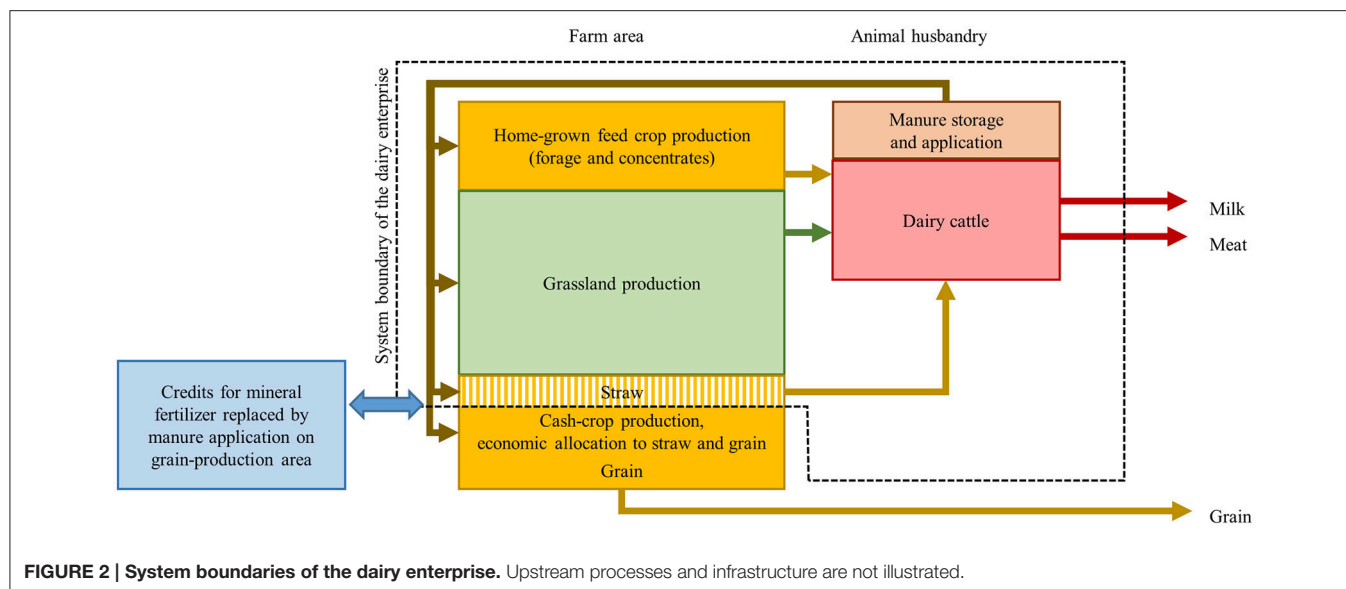 Farm area
Animal husbandry
System boundary of the dairy enterprise
Home-grown feed crop production
(forage and concentrates)
Manure storage
and application
Grassland production
Dairy cattle
Milk
Meat
Credits for mineral
fertilizer replaced by
manure application on
grain-production area
Straw
Cash-crop production,
economic allocation to straw and grain
Grain
Grain
FIGURE 2 | System boundaries of the dairy enterprise. Upstream processes and infrastructure are not illustrated.